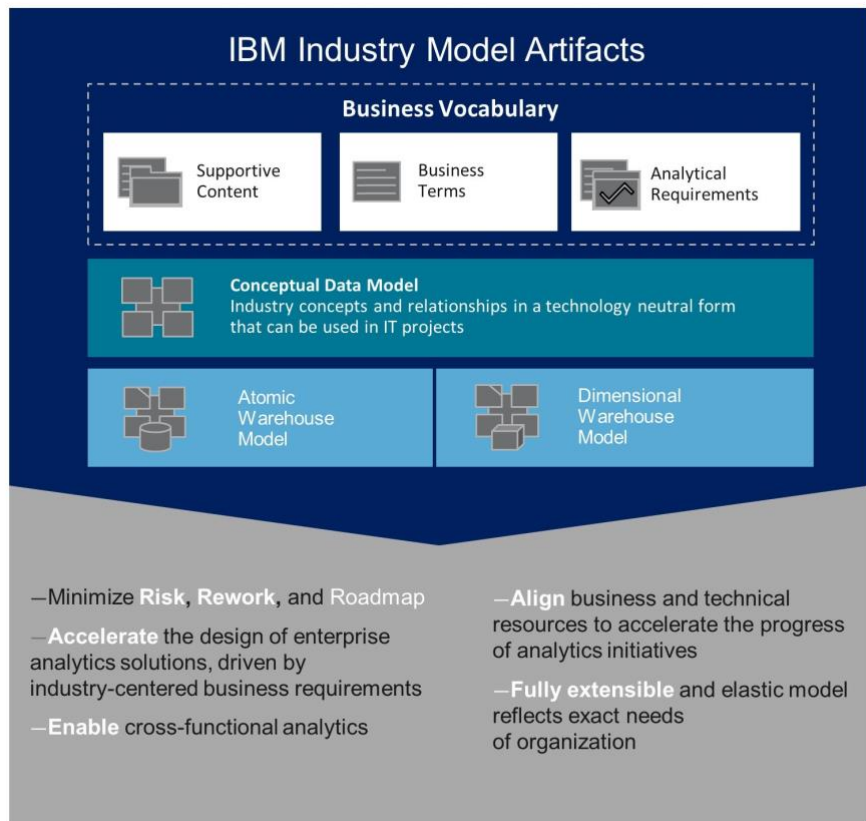 IBM Industry Model Artifacts
Business Vocabulary
Supportive
Content
Business
Terms
Analytical
Requirements
Conceptual Data Model
Industry concepts and relationships in a technology neutral form
that can be used in IT projects
Atomic
Warehouse
Model
Dimensional
Warehouse
Model
—Minimize Risk, Rework, and Roadmap
—Accelerate the design of enterprise
analytics solutions, driven by
industry-centered business requirements
—Enable cross-functional analytics
—Align business and technical
resources to accelerate the progress
of analytics initiatives
—Fully extensible and elastic model
reflects exact needs
of organization